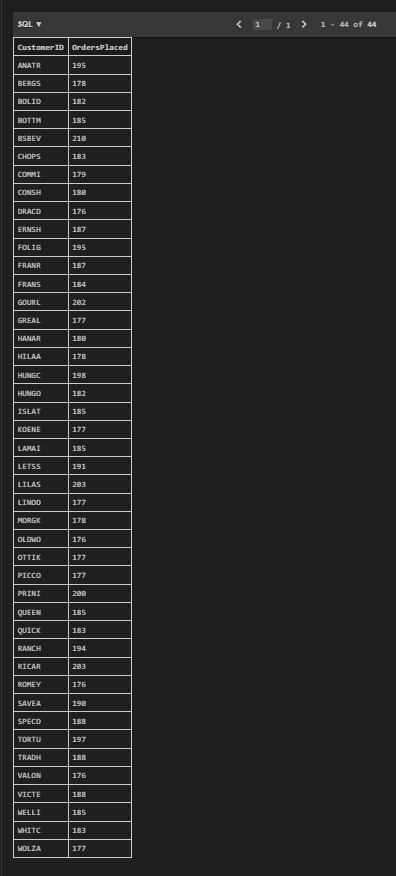 SQL ▼ < 1 / 1 > 1 - 44 of 44
CustomerID OrdersPlaced
ANATR 195
BERGS 178
BOLID 182
BOTTM 185
BSBEV 210
CHOPS 183
COMMI 179
CONSH 180
DRACD 176
ERNSH 187
FOLIG 195
FRANR 187
FRANS 184
GOURL 202
GREAL 177
HANAR 180
HILAA 178
HUNGC 198
HUNGO 182
ISLAT 185
KOENE 177
LAMAI 185
LETSS 191
LILAS 203
LINOD 177
MORGK 178
OLDWO 176
OTTIK 177
PICCO 177
PRINI 200
QUEEN 185
QUICK 183
RANCH 194
RICAR 203
ROMEY 176
SAVEA 190
SPECD 188
TORTU 197
TRADH 188
VALON 176
VICTE 188
WELLI 185
WHITC 183
WOLZA 177